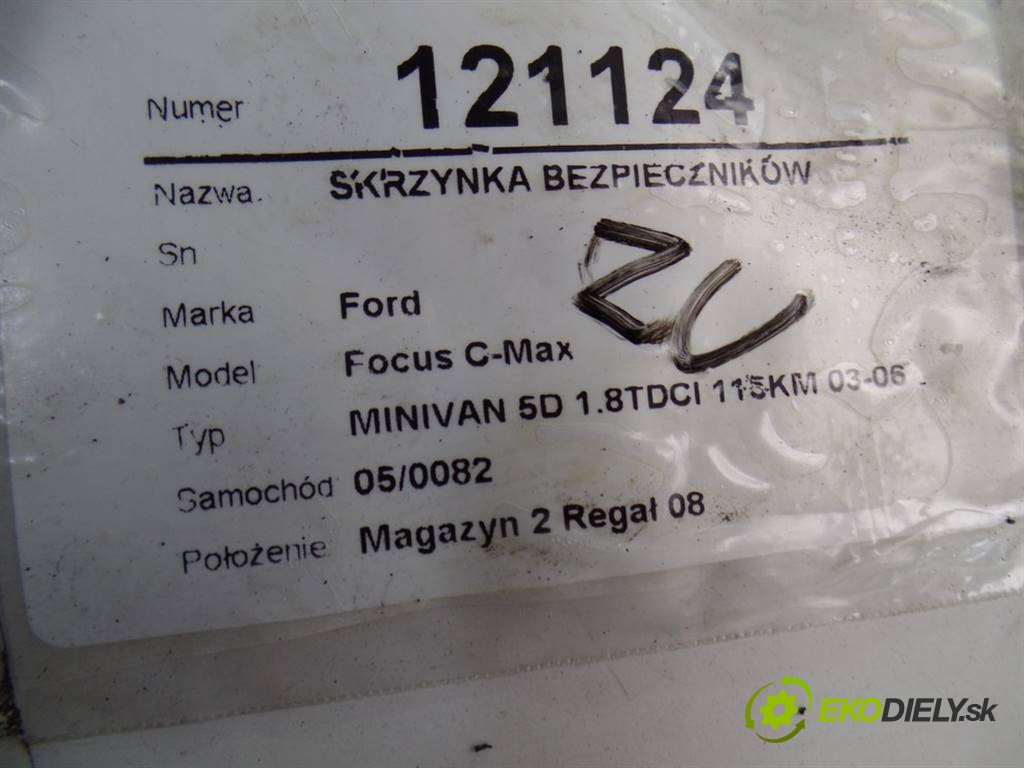 Numer 121124
Nazwa. SKRZYNKA BEZPIECZNIKÓW
Sn
Marka Ford
Model Focus C-Max
Typ MINIVAN 5D 1.8TDCI 115KM 03-06
Samochód 05/0082
Położenie Magazyn 2 Regał 08
EKODIELY.sk